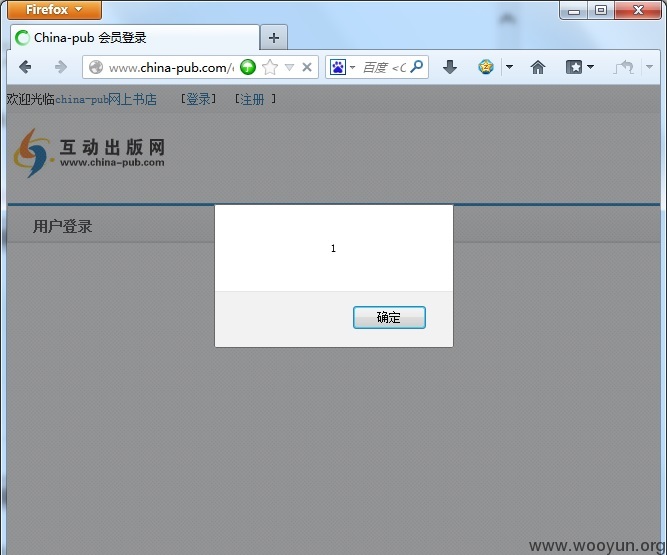 Firefox
China-pub 会员登录
www.china-pub.com/
百度 <C
欢迎光临china-pub网上书店 [登录] [注册 ]
互动出版网
www.china-pub.com
用户登录
1
确定
www.wooyun.org